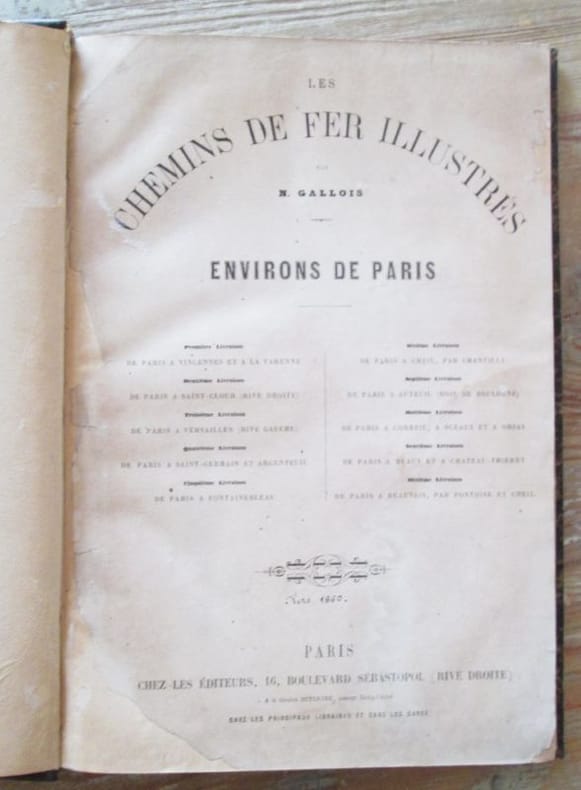 LES
CHEMINS DE FER ILLUSTRÉS
PAR
N. GALLOIS
ENVIRONS DE PARIS
Première Livraison
DE PARIS A VINCENNES ET A LA VARENNE
Deuxième Livraison
DE PARIS A SAINT-CLOUD (RIVE DROITE)
Troisième Livraison
DE PARIS A VERSAILLES (RIVE GAUCHE)
Quatrième Livraison
DE PARIS A SAINT-GERMAIN ET ARGENTEUIL
Cinquième Livraison
DE PARIS A FONTAINEBLEAU
Sixième Livraison
DE PARIS A CREIL, PAR CHANTILLY
Septième Livraison
DE PARIS A AUTEUIL (BOIS DE BOULOGNE)
Huitième Livraison
DE PARIS A CORBEIL, A SCEAUX ET A ORSAY
Neuvième Livraison
DE PARIS A MEAUX ET A CHATEAU-THIERRY
Dixième Livraison
DE PARIS A BEAUVAIS, PAR PONTOISE ET CREIL
1860.
PARIS
CHEZ LES ÉDITEURS, 16, BOULEVARD SÉBASTOPOL (RIVE DROITE)
CHEZ LES PRINCIPAUX LIBRAIRES ET DANS LES GARES